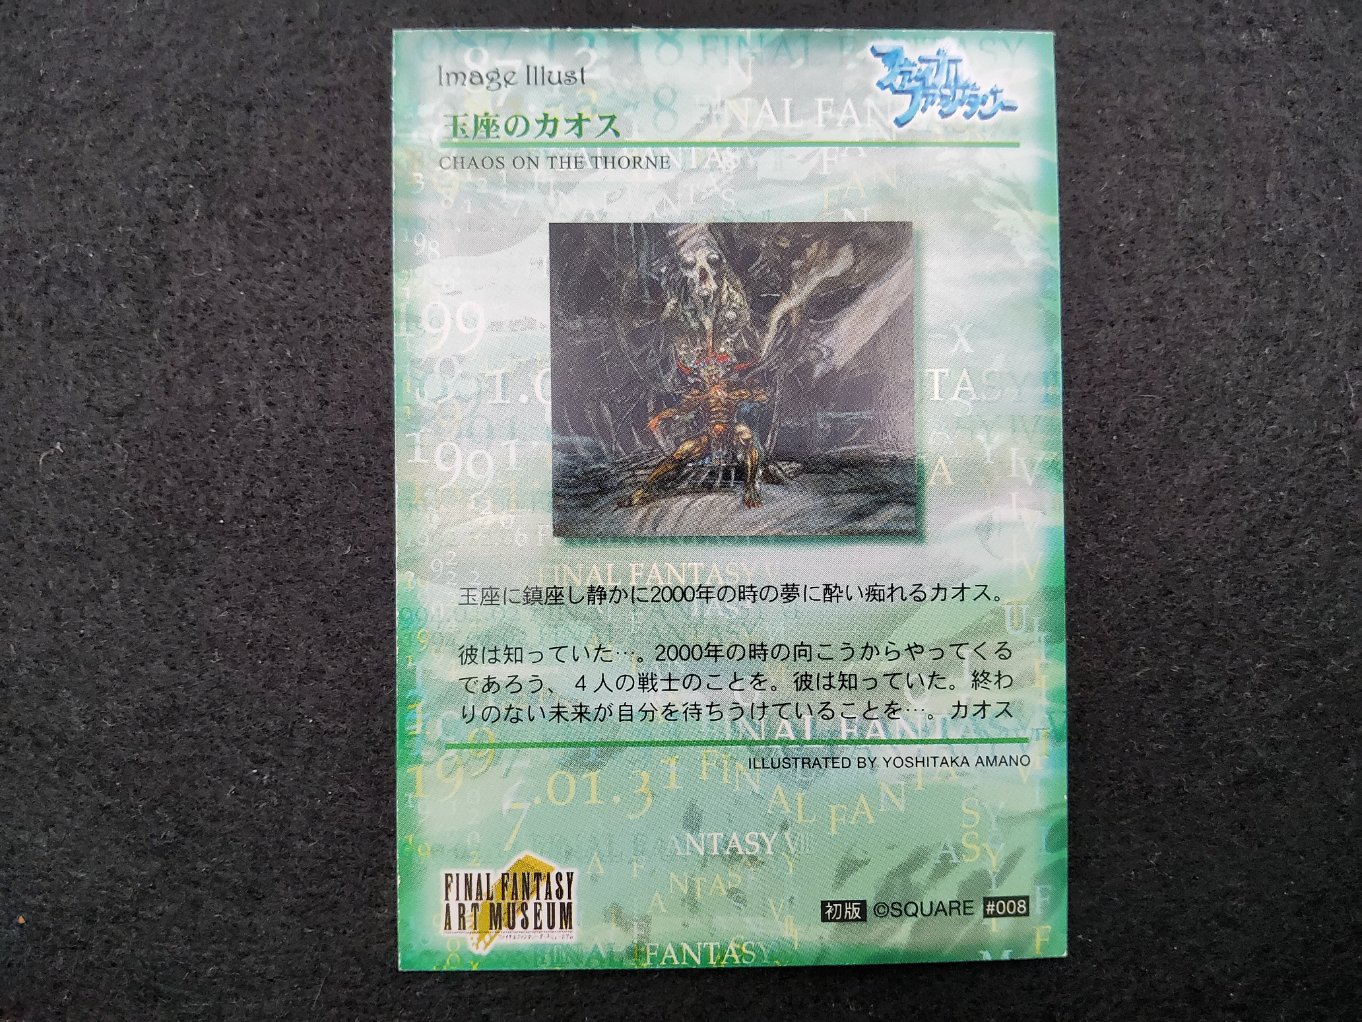 Image Illust
ファイナル
ファンタジー
玉座のカオス
CHAOS ON THE THORNE
玉座に鎮座し静かに2000年の時の夢に酔い痴れるカオス。
彼は知っていた…。2000年の時の向こうからやってくる
であろう、4人の戦士のことを。彼は知っていた。終わ
りのない未来が自分を待ちうけていることを…。カオス
ILLUSTRATED BY YOSHITAKA AMANO
FINAL FANTASY
ART MUSEUM
初版 ©SQUARE #008